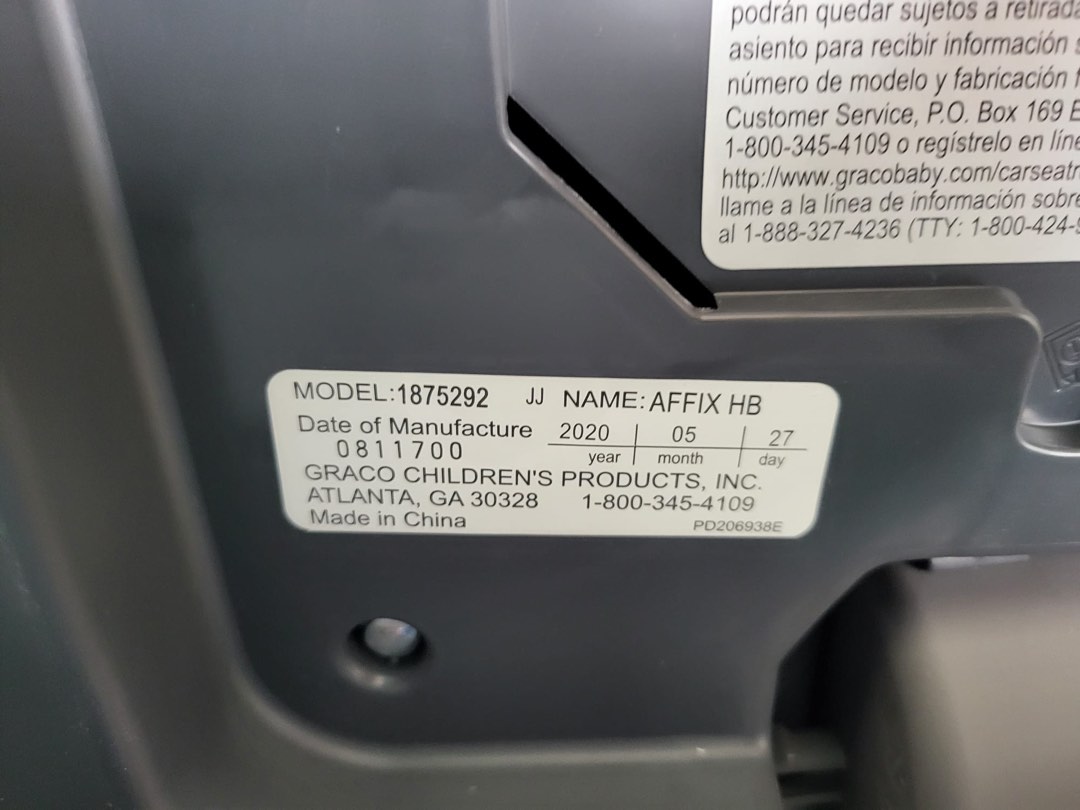 podrán quedar sujetos a
asiento para recibir información
número de modelo y fabricación
Customer Service, P.O. Box 169
1-800-345-4109 o regístrelo en
http://www.gracobaby.com/carseatr
llame a la línea de información
al 1-888-327-4236 (TTY: 1-800-424-
MODEL:1875292 JJ NAME:AFFIX HB
Date of Manufacture 2020 05 27
0811700 year month day
GRACO CHILDREN'S PRODUCTS, INC.
ATLANTA, GA 30328 1-800-345-4109
Made in China PD206938E